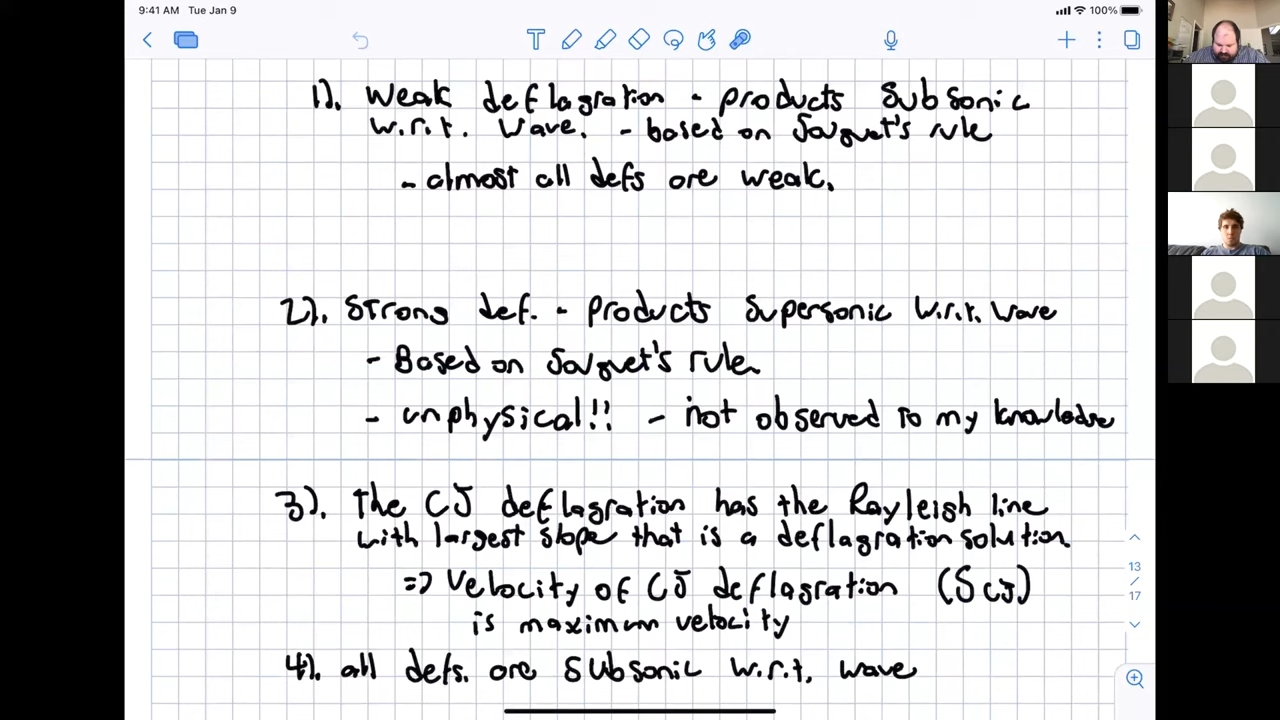 9:41 AM Tue Jan 9
100%
1). Weak deflagration - products subsonic
w.r.t. wave. - based on Jouguet's rule
- almost all defs are weak.
2). Strong def. - products supersonic w.r.t. wave
- Based on Jouguet's rule
- unphysical!! - not observed to my knowledge
3). The CJ deflagration has the Rayleigh line
with largest slope that is a deflagration solution.
=> velocity of CJ deflagration (SCJ)
is maximum velocity
4). all defs. are subsonic w.r.t. wave
13
/
17